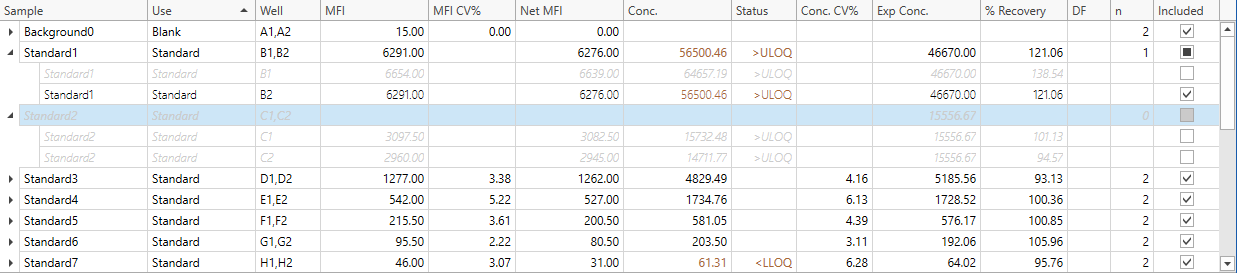 Sample Use Well MFI MFI CV% Net MFI Conc. Status Conc. CV% Exp Conc. % Recovery DF n Included
Background0 Blank A1,A2 15.00 0.00 0.00 2
Standard1 Standard B1,B2 6291.00 6276.00 56500.46 >ULOQ 46670.00 121.06 1
Standard1 Standard B1 6654.00 6639.00 64657.19 >ULOQ 46670.00 138.54
Standard1 Standard B2 6291.00 6276.00 56500.46 >ULOQ 46670.00 121.06
Standard2 Standard C1,C2 15556.67 0
Standard2 Standard C1 3097.50 3082.50 15732.48 >ULOQ 15556.67 101.13
Standard2 Standard C2 2960.00 2945.00 14711.77 >ULOQ 15556.67 94.57
Standard3 Standard D1,D2 1277.00 3.38 1262.00 4829.49 4.16 5185.56 93.13 2
Standard4 Standard E1,E2 542.00 5.22 527.00 1734.76 6.13 1728.52 100.36 2
Standard5 Standard F1,F2 215.50 3.61 200.50 581.05 4.39 576.17 100.85 2
Standard6 Standard G1,G2 95.50 2.22 80.50 203.50 3.11 192.06 105.96 2
Standard7 Standard H1,H2 46.00 3.07 31.00 61.31 <LLOQ 6.28 64.02 95.76 2